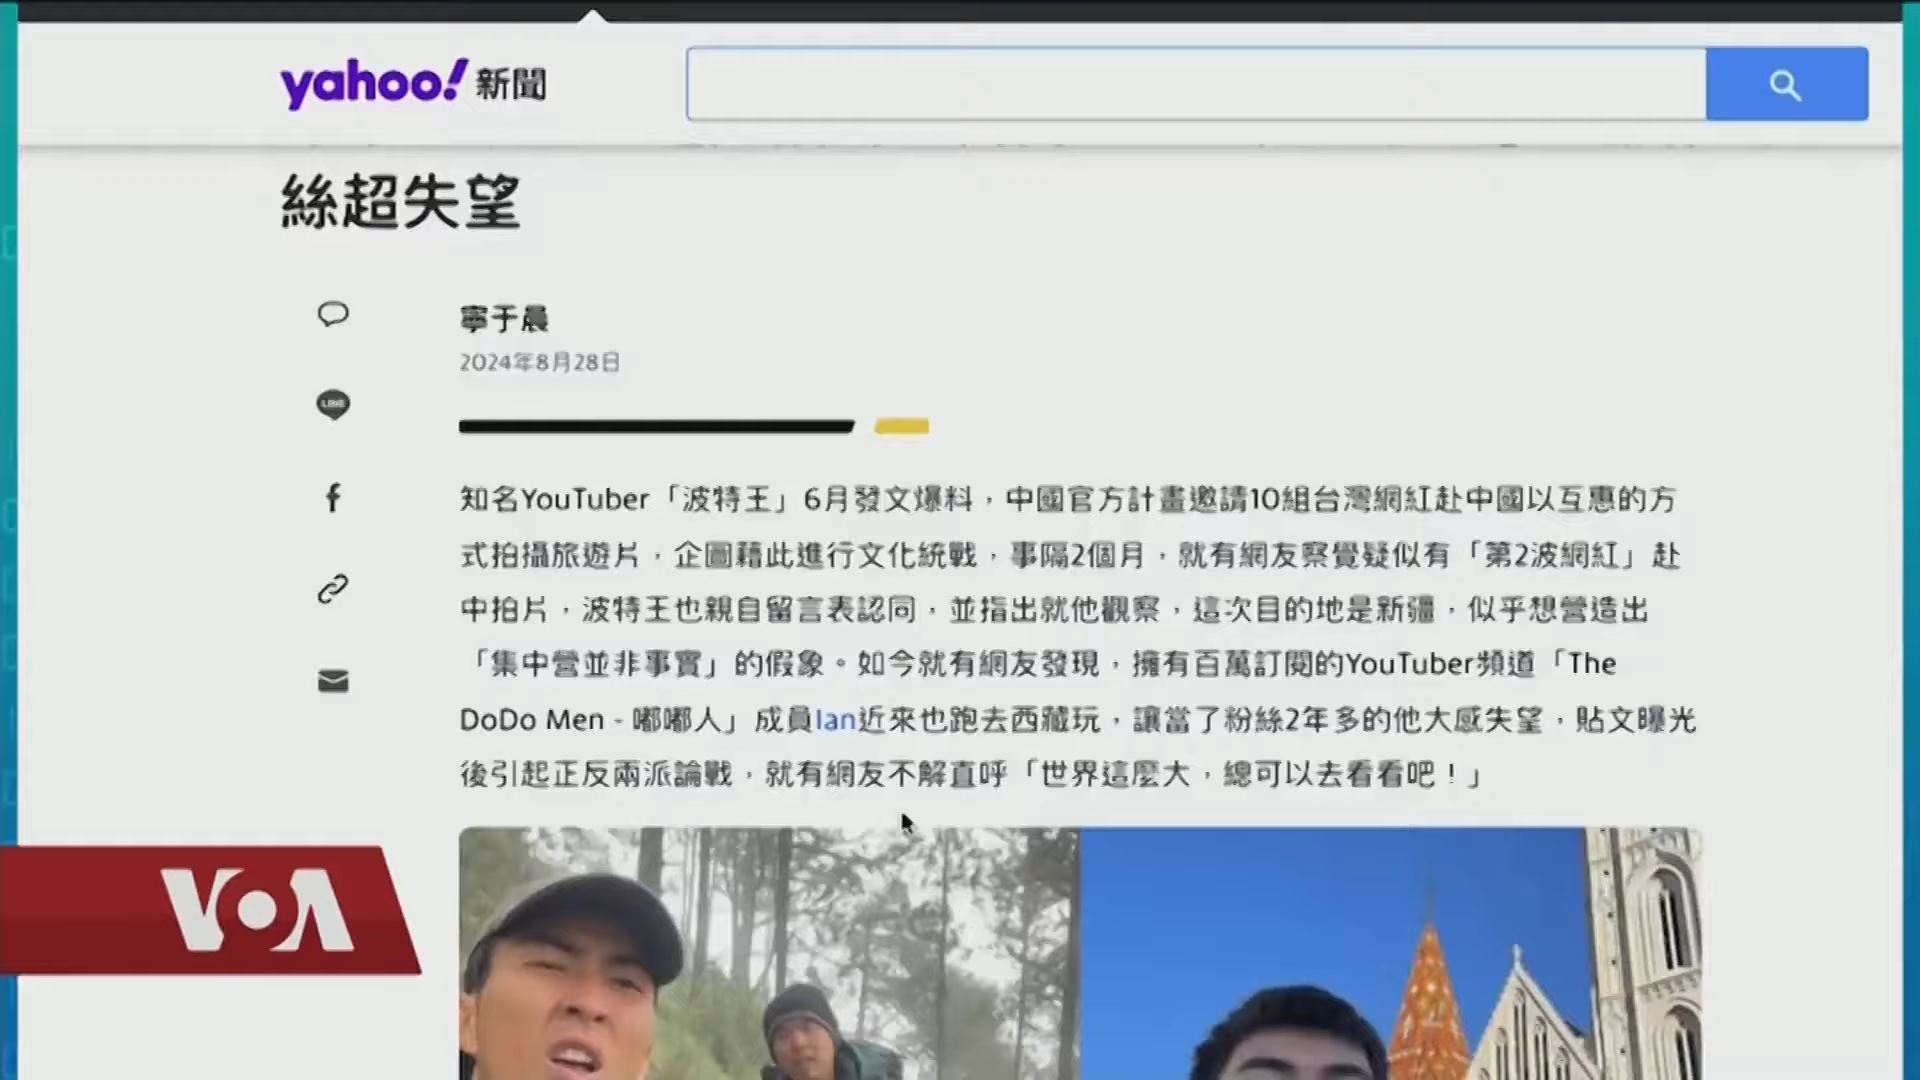 yahoo! 新聞
絲超失望
寧于晨
2024年8月28日
LINE
知名YouTuber「波特王」6月發文爆料，中國官方計畫邀請10組台灣網紅赴中國以互惠的方
式拍攝旅遊片，企圖藉此進行文化統戰，事隔2個月，就有網友察覺疑似有「第2波網紅」赴
中拍片，波特王也親自留言表認同，並指出就他觀察，這次目的地是新疆，似乎想營造出
「集中營並非事實」的假象。如今就有網友發現，擁有百萬訂閱的YouTuber頻道「The
DoDo Men - 嘟嘟人」成員Ian近來也跑去西藏玩，讓當了粉絲2年多的他大感失望，貼文曝光
後引起正反兩派論戰，就有網友不解直呼「世界這麼大，總可以去看看吧！」
VOA